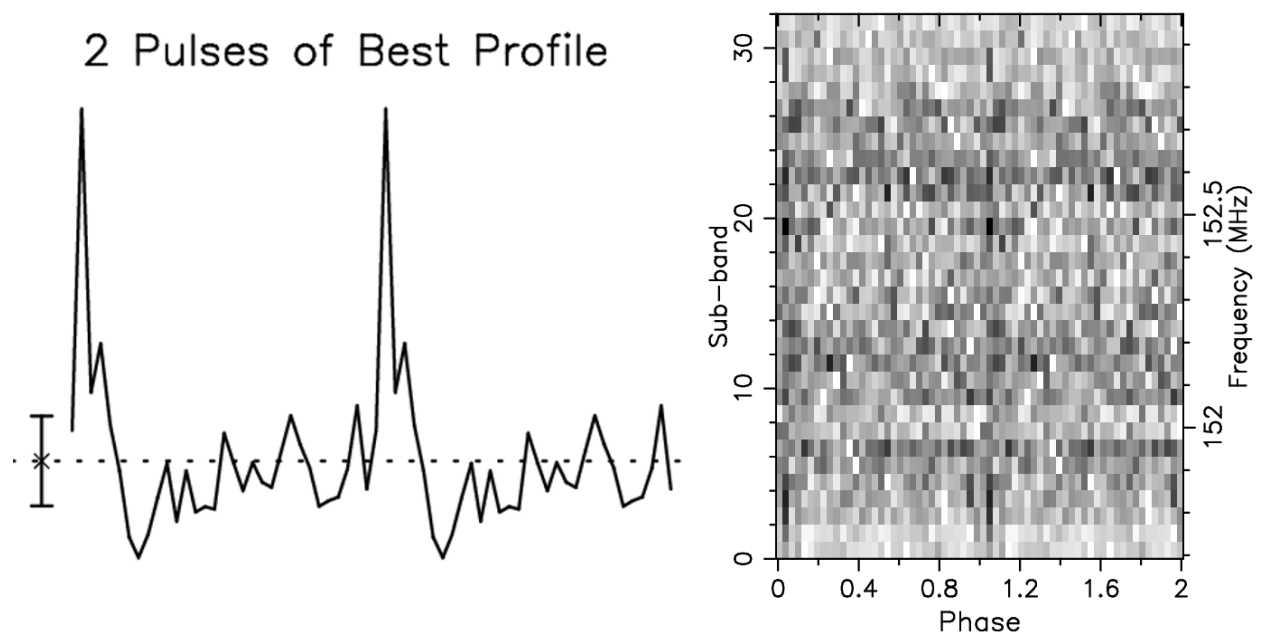 2 Pulses of Best Profile
Sub-band
30
20
10
0
0 0.4 0.8 1.2 1.6 2
Phase
152.5
152
Frequency (MHz)